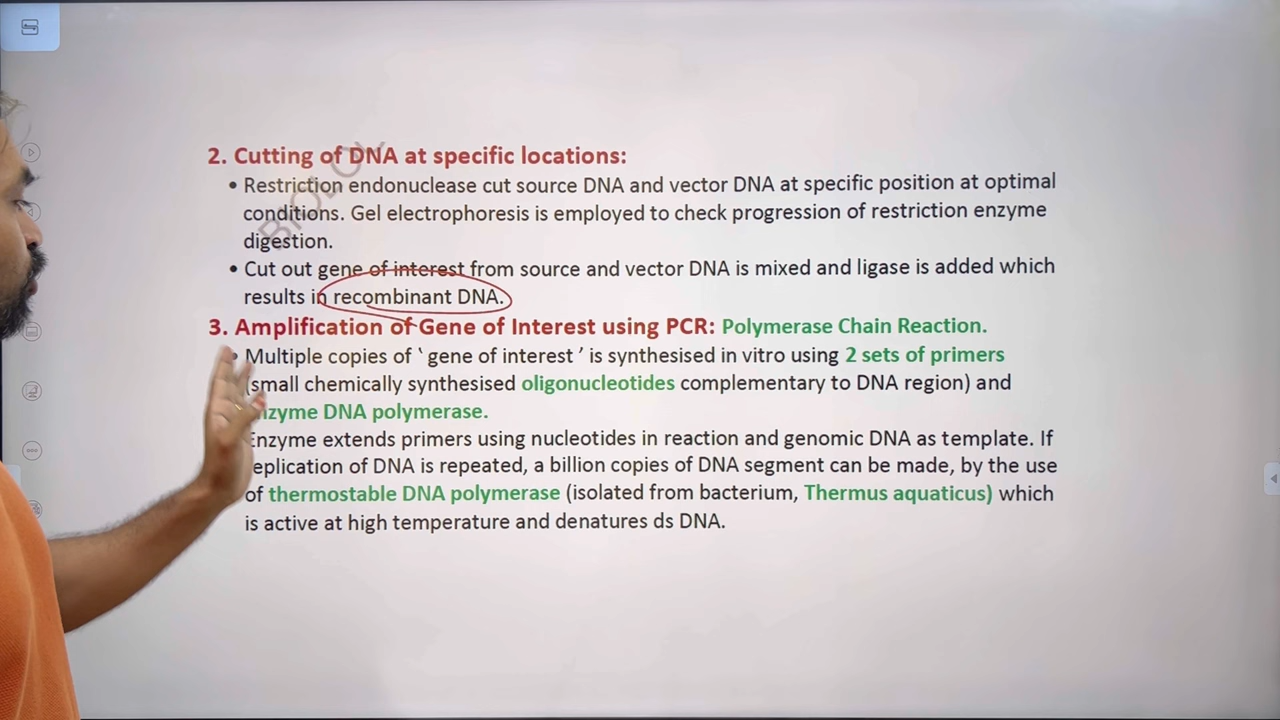 2. Cutting of DNA at specific locations:
• Restriction endonuclease cut source DNA and vector DNA at specific position at optimal
conditions. Gel electrophoresis is employed to check progression of restriction enzyme
digestion.
• Cut out gene of interest from source and vector DNA is mixed and ligase is added which
results in recombinant DNA.
3. Amplification of Gene of Interest using PCR: Polymerase Chain Reaction.
• Multiple copies of ‘ gene of interest ’ is synthesised in vitro using 2 sets of primers
(small chemically synthesised oligonucleotides complementary to DNA region) and
enzyme DNA polymerase.
Enzyme extends primers using nucleotides in reaction and genomic DNA as template. If
replication of DNA is repeated, a billion copies of DNA segment can be made, by the use
of thermostable DNA polymerase (isolated from bacterium, Thermus aquaticus) which
is active at high temperature and denatures ds DNA.